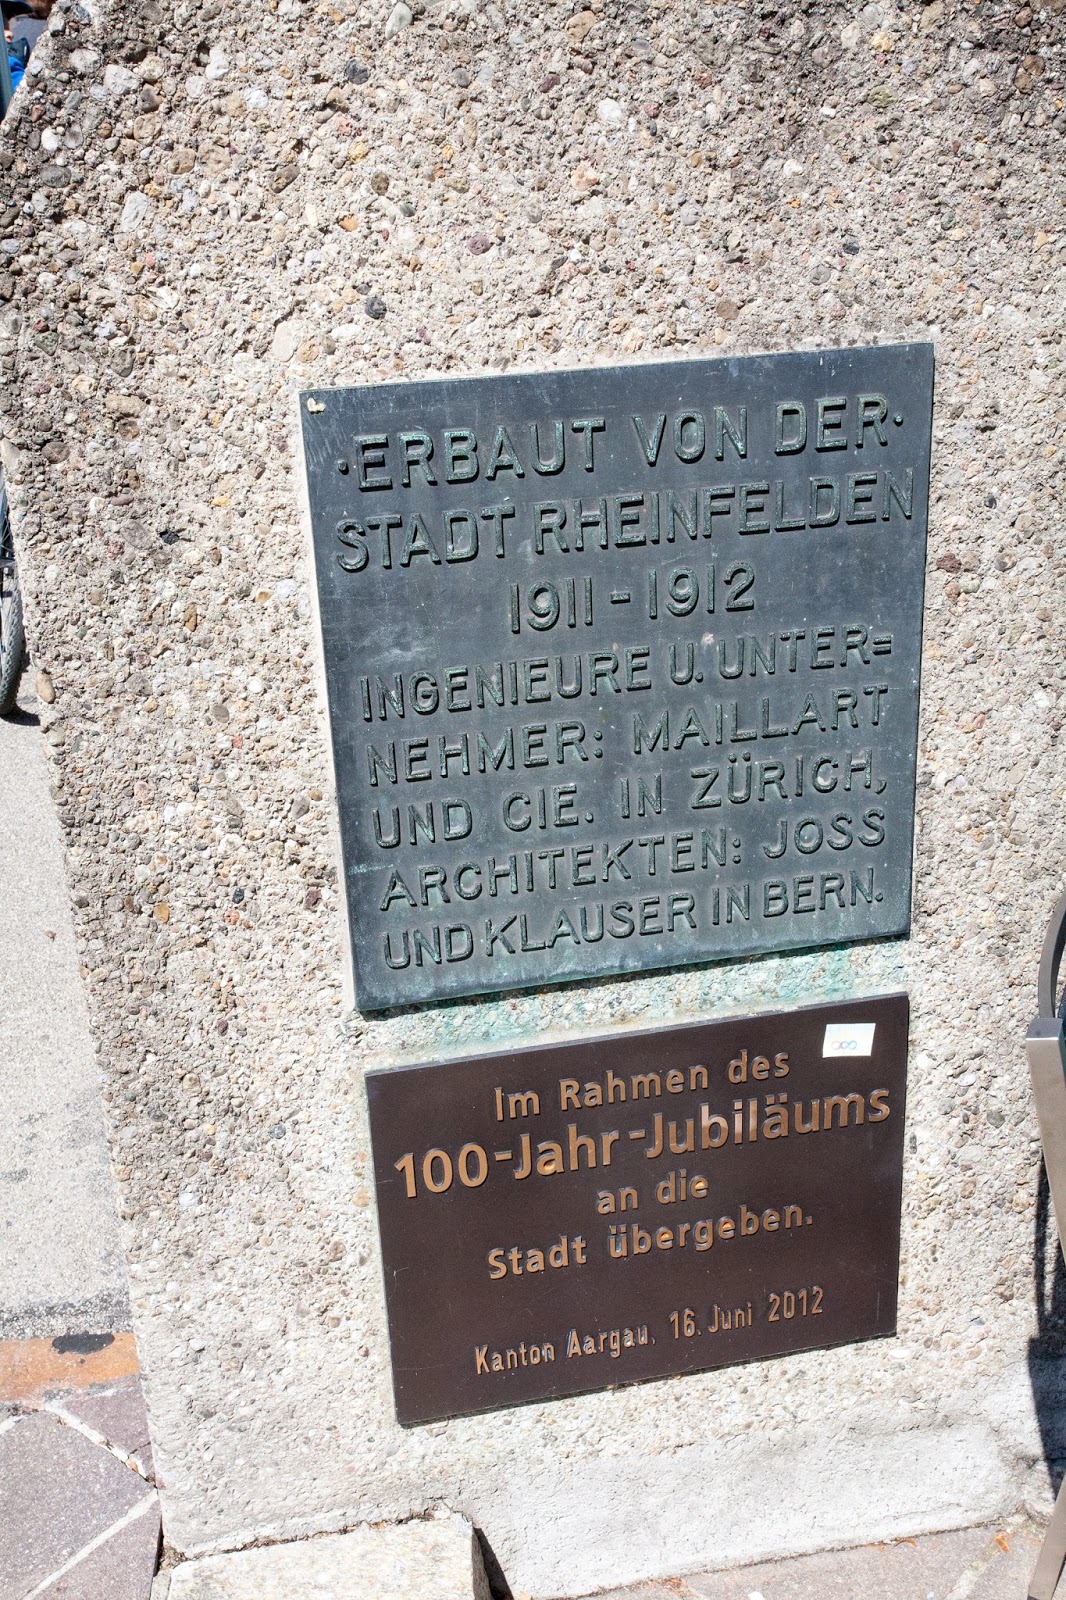 ·ERBAUT VON DER·
STADT RHEINFELDEN
1911-1912
INGENIEURE U. UNTER=
NEHMER: MAILLART
UND CIE. IN ZÜRICH,
ARCHITEKTEN: JOSS
UND KLAUSER IN BERN.
Im Rahmen des
100-Jahr-Jubiläums
an die
Stadt übergeben.
Kanton Aargau, 16. Juni 2012